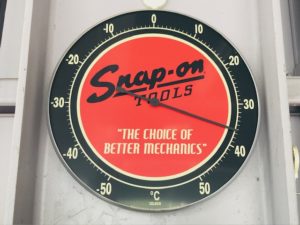 -10 0 10
-20 20
-30 30
-40 40
-50 50
Snap-on
TOOLS
"THE CHOICE OF
BETTER MECHANICS"
°C